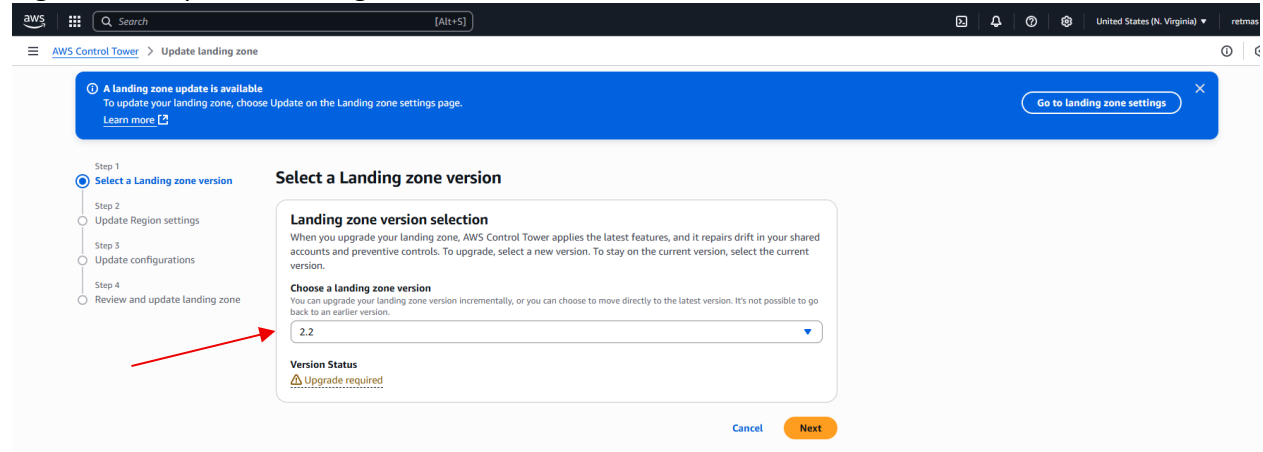 aws
Search
[Alt+S]
United States (N. Virginia)
retmas
AWS Control Tower > Update landing zone
A landing zone update is available
To update your landing zone, choose Update on the Landing zone settings page.
Learn more
Go to landing zone settings
Step 1
Select a Landing zone version
Step 2
Update Region settings
Step 3
Update configurations
Step 4
Review and update landing zone
Select a Landing zone version
Landing zone version selection
When you upgrade your landing zone, AWS Control Tower applies the latest features, and it repairs drift in your shared
accounts and preventive controls. To upgrade, select a new version. To stay on the current version, select the current
version.
Choose a landing zone version
You can upgrade your landing zone version incrementally, or you can choose to move directly to the latest version. It's not possible to go
back to an earlier version.
2.2
Version Status
Upgrade required
Cancel
Next